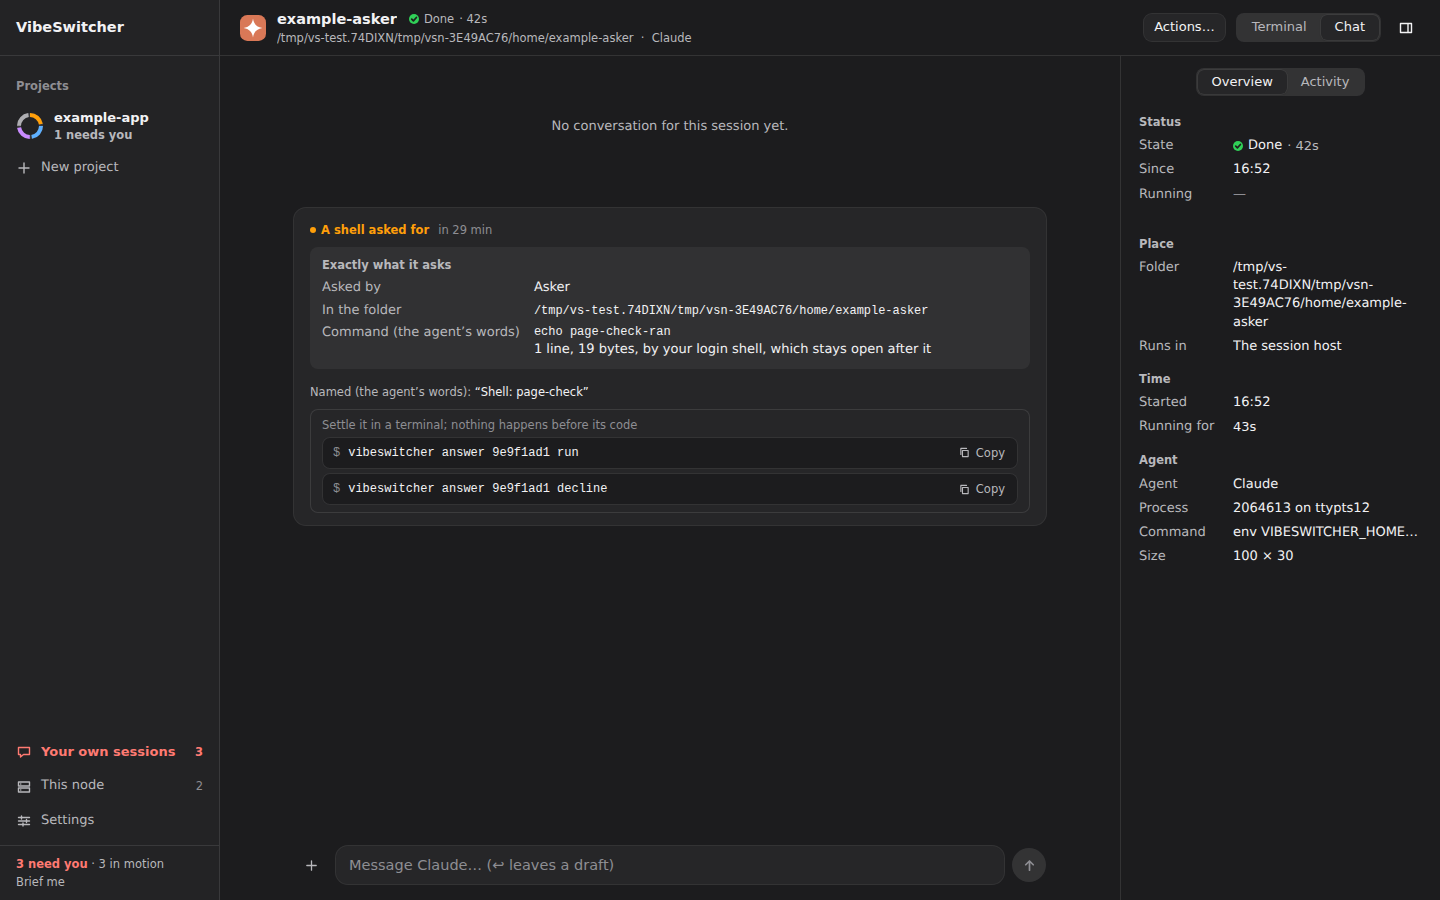 VibeSwitcher
Projects
example-app
1 needs you
New project
Your own sessions 3
This node 2
Settings
3 need you · 3 in motion
Brief me
example-asker Done · 42s
/tmp/vs-test.74DIXN/tmp/vsn-3E49AC76/home/example-asker · Claude
Actions… Terminal Chat
No conversation for this session yet.
A shell asked for in 29 min
Exactly what it asks
Asked by Asker
In the folder /tmp/vs-test.74DIXN/tmp/vsn-3E49AC76/home/example-asker
Command (the agent’s words) echo page-check-ran
1 line, 19 bytes, by your login shell, which stays open after it
Named (the agent’s words): “Shell: page-check”
Settle it in a terminal; nothing happens before its code
$ vibeswitcher answer 9e9f1ad1 run Copy
$ vibeswitcher answer 9e9f1ad1 decline Copy
Message Claude… (↩ leaves a draft)
Overview Activity
Status
State Done · 42s
Since 16:52
Running —
Place
Folder /tmp/vs-
test.74DIXN/tmp/vsn-
3E49AC76/home/example-
asker
Runs in The session host
Time
Started 16:52
Running for 43s
Agent
Agent Claude
Process 2064613 on ttypts12
Command env VIBESWITCHER_HOME…
Size 100 × 30